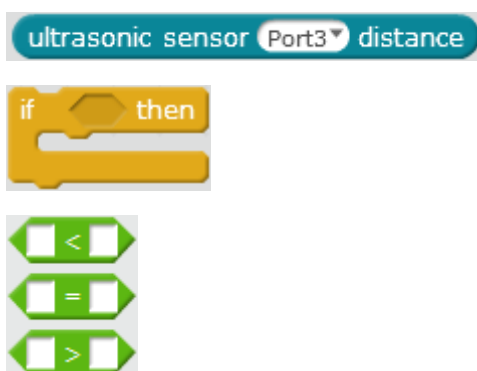 ultrasonic sensor Port3 distance
if then
<
=
>